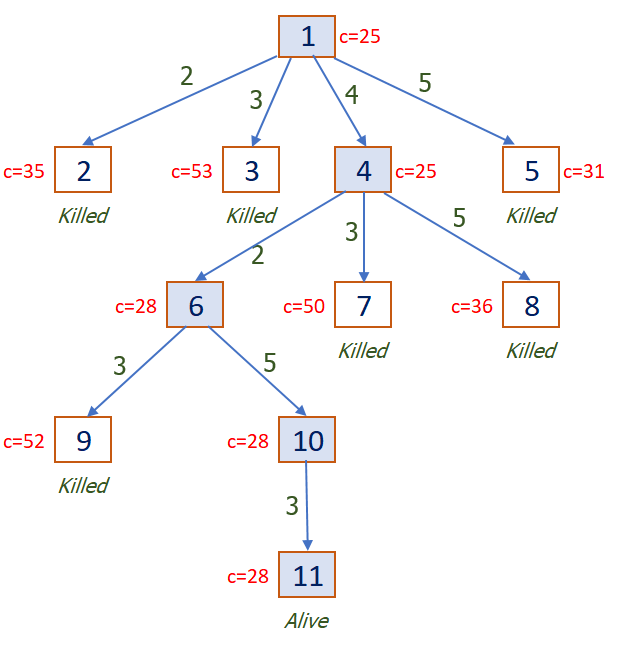 1 c=25
2 3 4 5
c=35 2 c=53 3 4 c=25 5 c=31
Killed Killed Killed
2 3 5
c=28 6 c=50 7 c=36 8
Killed Killed
3 5
c=52 9 c=28 10
Killed
3
c=28 11
Alive